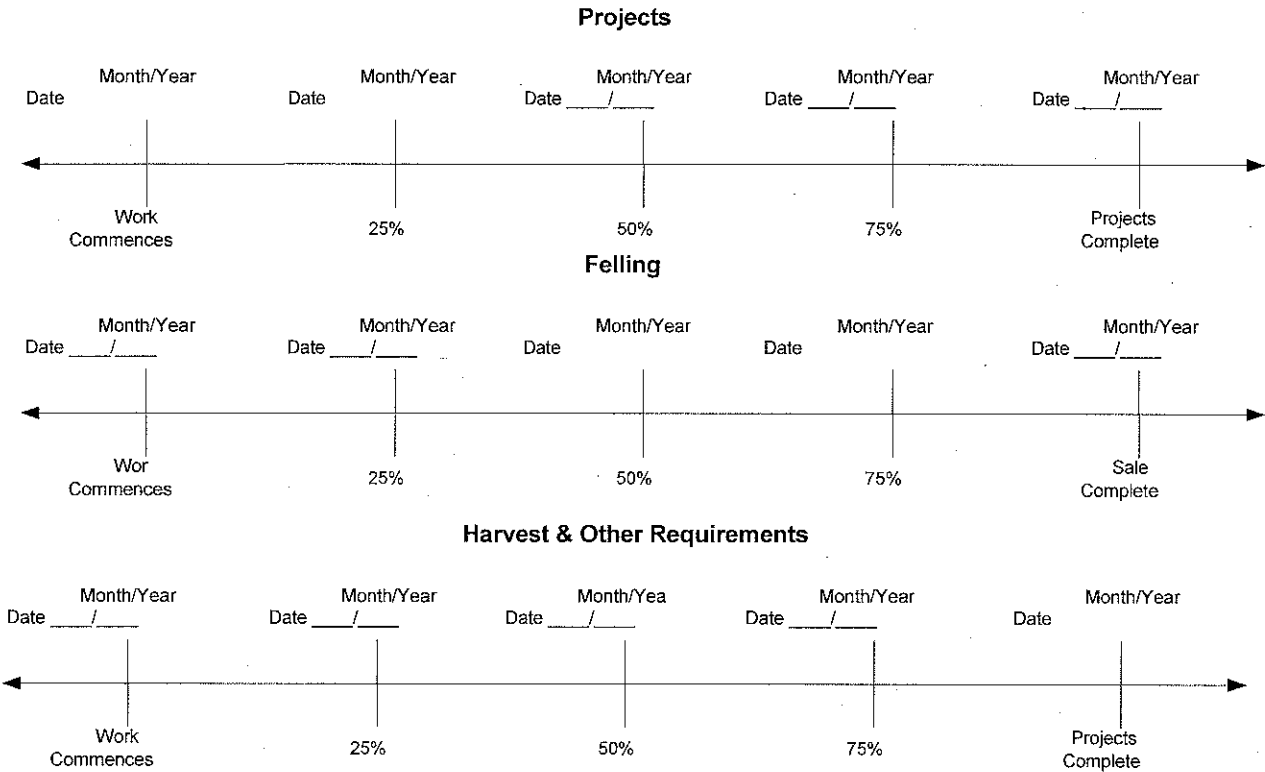 Projects
Month/Year Month/Year Month/Year Month/Year Month/Year
Date Date Date ____/____ Date ____/____ Date ____/____
Work Commences 25% 50% 75% Projects Complete
Felling
Month/Year Month/Year Month/Year Month/Year Month/Year
Date ____/____ Date ____/____ Date Date Date ____/____
Wor Commences 25% 50% 75% Sale Complete
Harvest & Other Requirements
Month/Year Month/Year Month/Yea Month/Year Month/Year
Date ____/____ Date ____/____ Date ____/____ Date ____/____ Date
Work Commences 25% 50% 75% Projects Complete